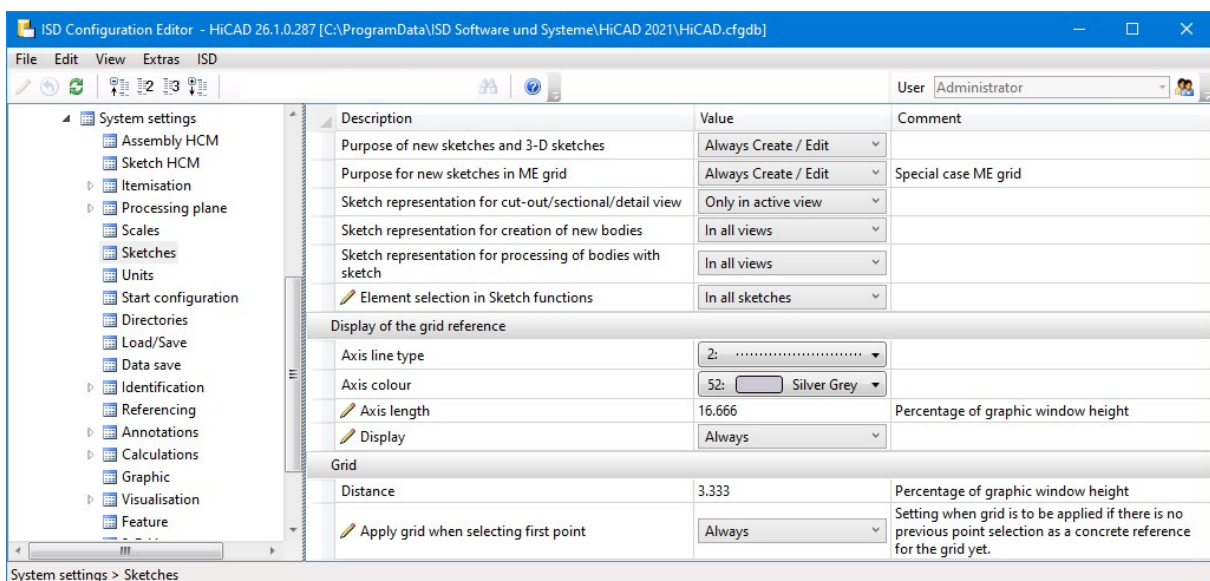 ISD Configuration Editor - HiCAD 26.1.0.287 [C:\ProgramData\ISD Software und Systeme\HiCAD 2021\HiCAD.cfgdb]
File Edit View Extras ISD
2 3
User Administrator
System settings
Assembly HCM
Sketch HCM
Itemisation
Processing plane
Scales
Sketches
Units
Start configuration
Directories
Load/Save
Data save
Identification
Referencing
Annotations
Calculations
Graphic
Visualisation
Feature
Description Value Comment
Purpose of new sketches and 3-D sketches Always Create / Edit
Purpose for new sketches in ME grid Always Create / Edit Special case ME grid
Sketch representation for cut-out/sectional/detail view Only in active view
Sketch representation for creation of new bodies In all views
Sketch representation for processing of bodies with
sketch In all views
Element selection in Sketch functions In all sketches
Display of the grid reference
Axis line type 2:
Axis colour 52: Silver Grey
Axis length 16.666 Percentage of graphic window height
Display Always
Grid
Distance 3.333 Percentage of graphic window height
Apply grid when selecting first point Always Setting when grid is to be applied if there is no
previous point selection as a concrete reference
for the grid yet.
System settings > Sketches